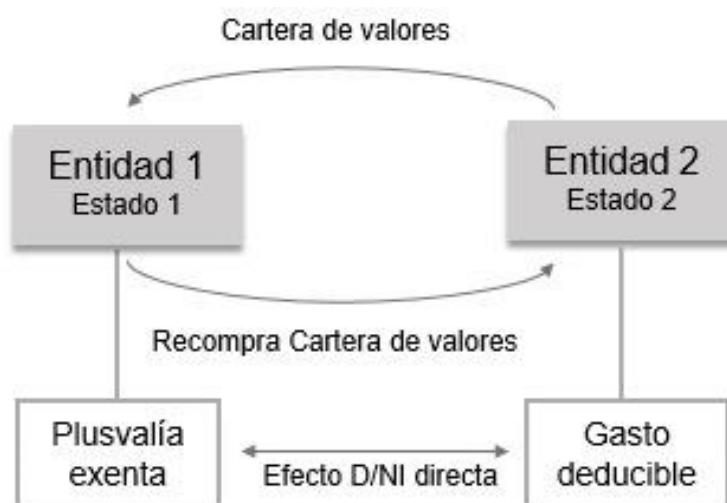 Cartera de valores
Entidad 1
Estado 1
Entidad 2
Estado 2
Recompra Cartera de valores
Plusvalía
exenta
Efecto D/NI directa
Gasto
deducible